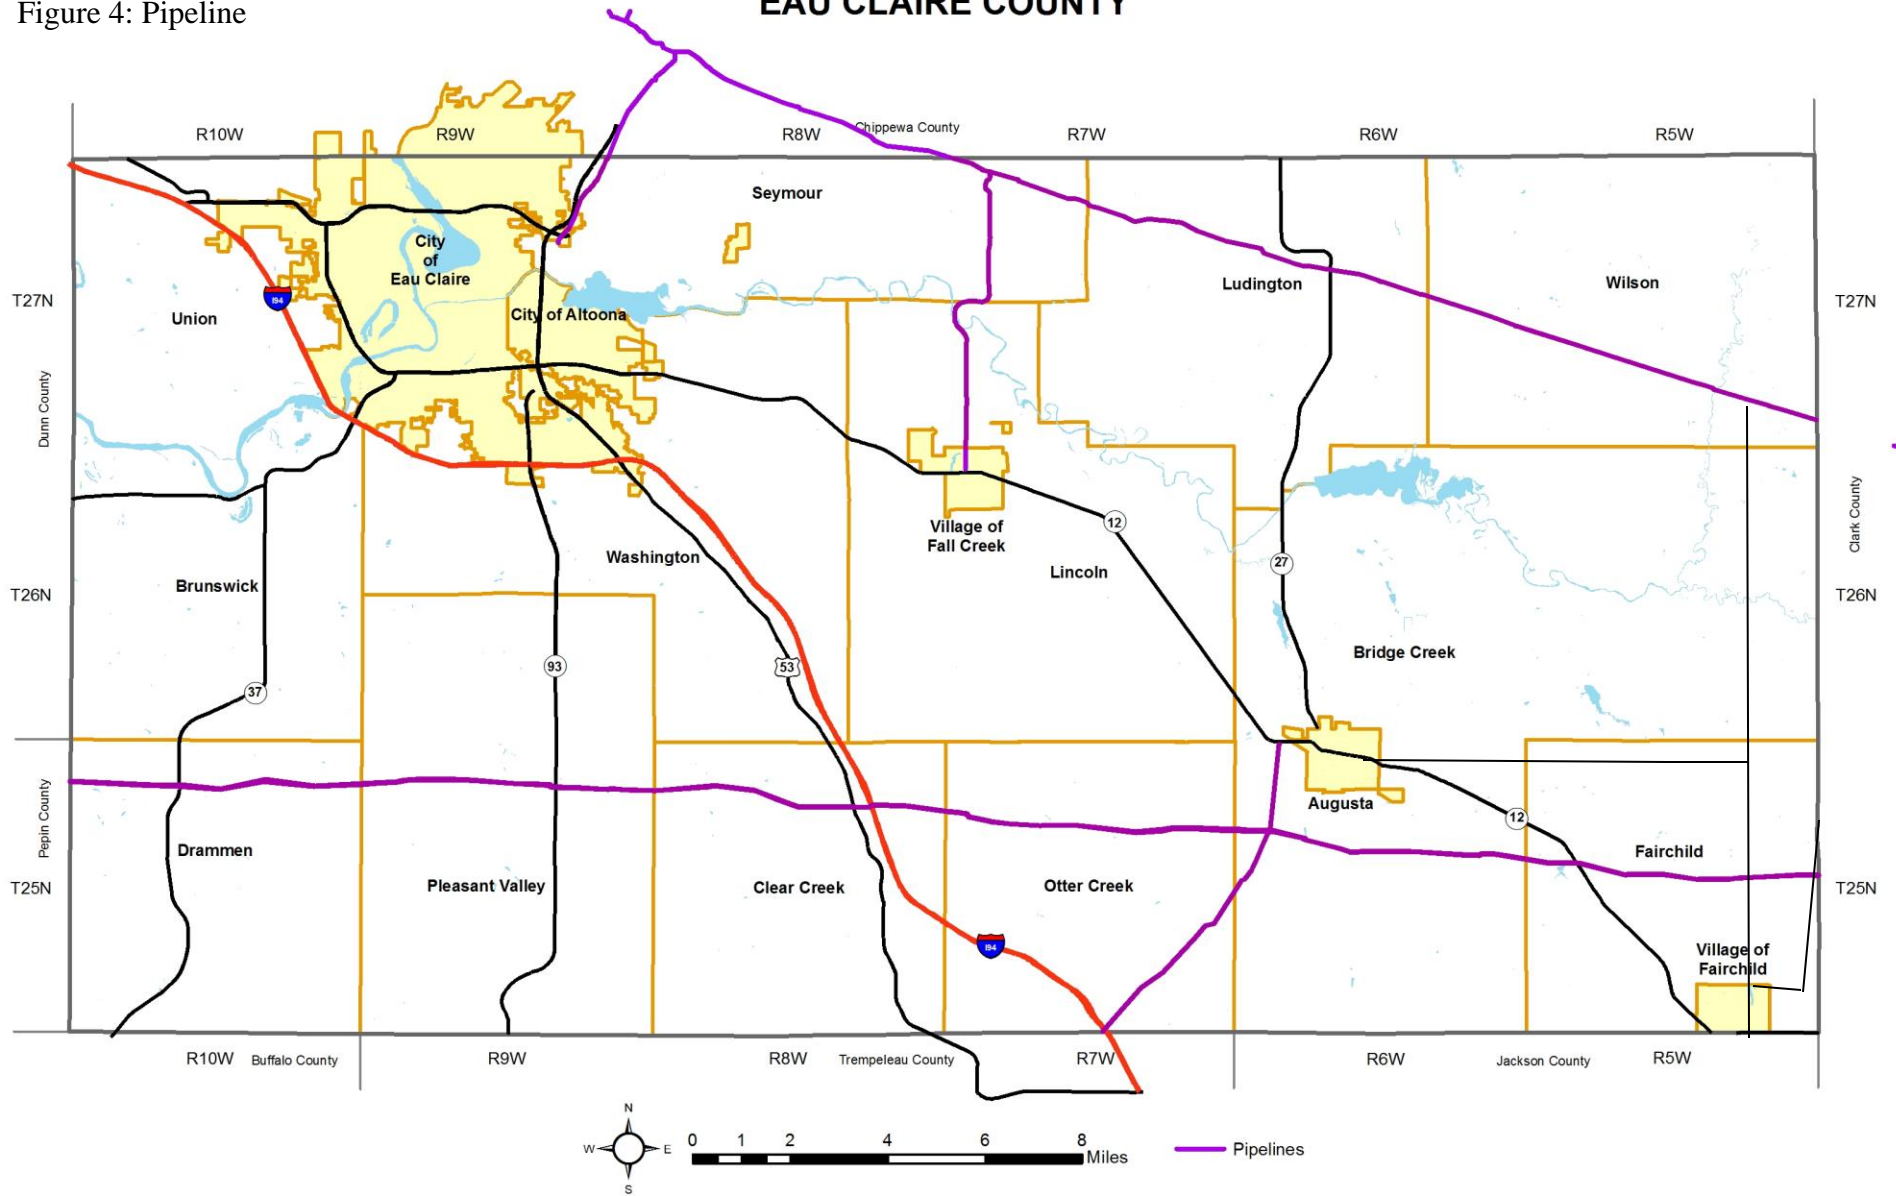 Figure 4: Pipeline
EAU CLAIRE COUNTY
R10W
R9W
R8W
Chippewa County
R7W
R6W
R5W
Seymour
City
of
Eau Claire
Ludington
Wilson
T27N
I94
Union
City of Altoona
T27N
Dunn County
Clark County
Village of
Fall Creek
12
Washington
Lincoln
27
Brunswick
T26N
T26N
93
53
Bridge Creek
37
Pepin County
Augusta
12
Drammen
Fairchild
Pleasant Valley
Clear Creek
Otter Creek
T25N
T25N
I94
Village of
Fairchild
R10W
Buffalo County
R9W
R8W
Trempeleau County
R7W
R6W
Jackson County
R5W
N
W
E
S
0 1 2 4 6 8
Miles
Pipelines